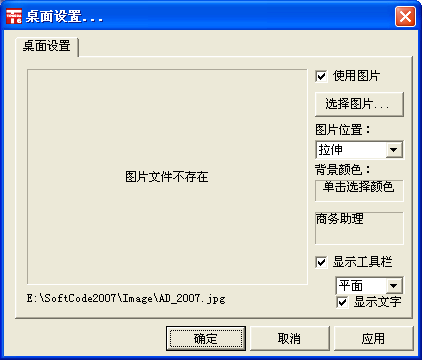 桌面设置...
桌面设置
使用图片
选择图片...
图片位置：
拉伸
背景颜色：
单击选择颜色
图片文件不存在
商务助理
显示工具栏
平面
显示文字
E:\SoftCode2007\Image\AD_2007.jpg
确定
取消
应用